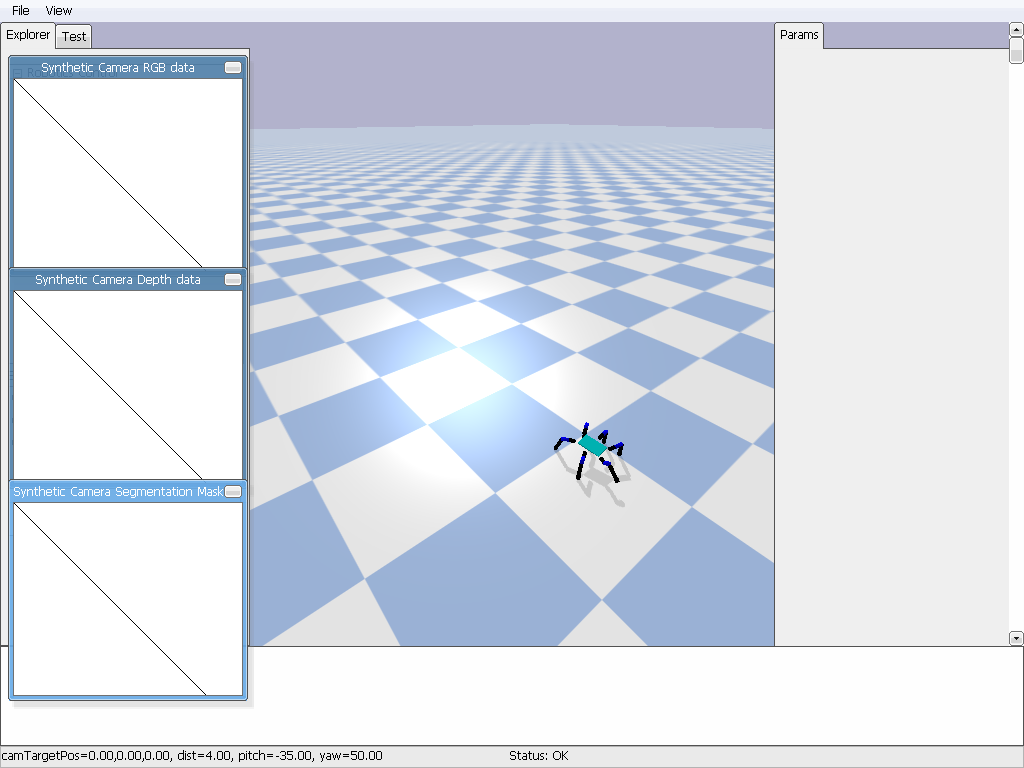 File View
Explorer Test Params
Synthetic Camera RGB data
Synthetic Camera Depth data
Synthetic Camera Segmentation Mask
camTargetPos=0.00,0.00,0.00, dist=4.00, pitch=-35.00, yaw=50.00 Status: OK